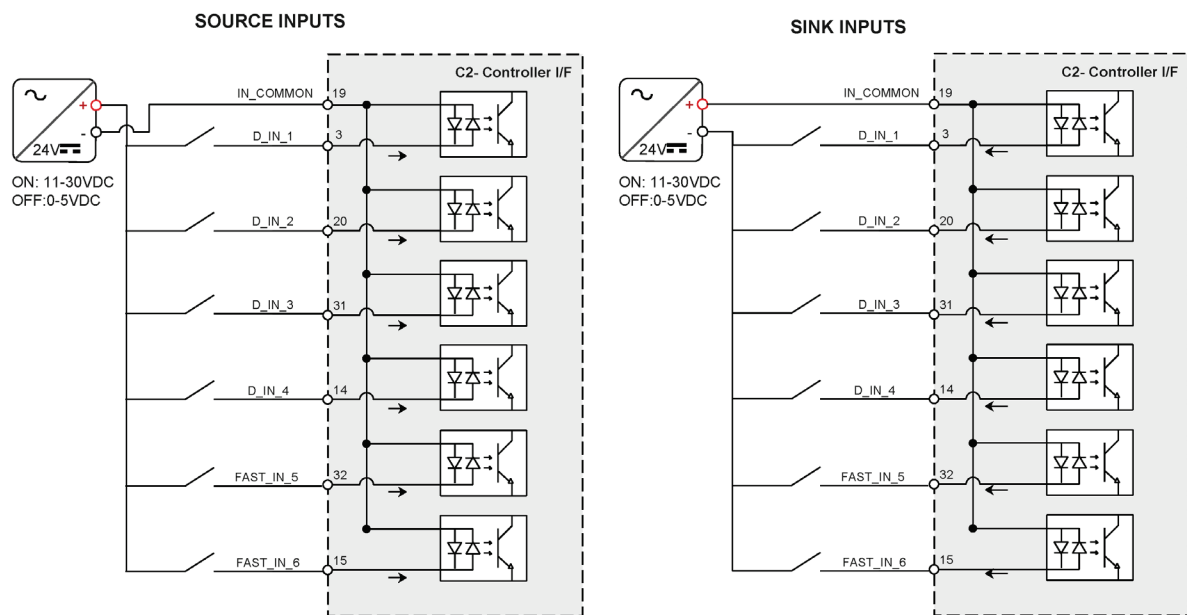 SOURCE INPUTS
C2- Controller I/F
IN_COMMON 19
+
-
24V
D_IN_1 3
ON: 11-30VDC
OFF:0-5VDC
D_IN_2 20
D_IN_3 31
D_IN_4 14
FAST_IN_5 32
FAST_IN_6 15
SINK INPUTS
C2- Controller I/F
IN_COMMON 19
+
-
24V
D_IN_1 3
ON: 11-30VDC
OFF:0-5VDC
D_IN_2 20
D_IN_3 31
D_IN_4 14
FAST_IN_5 32
FAST_IN_6 15